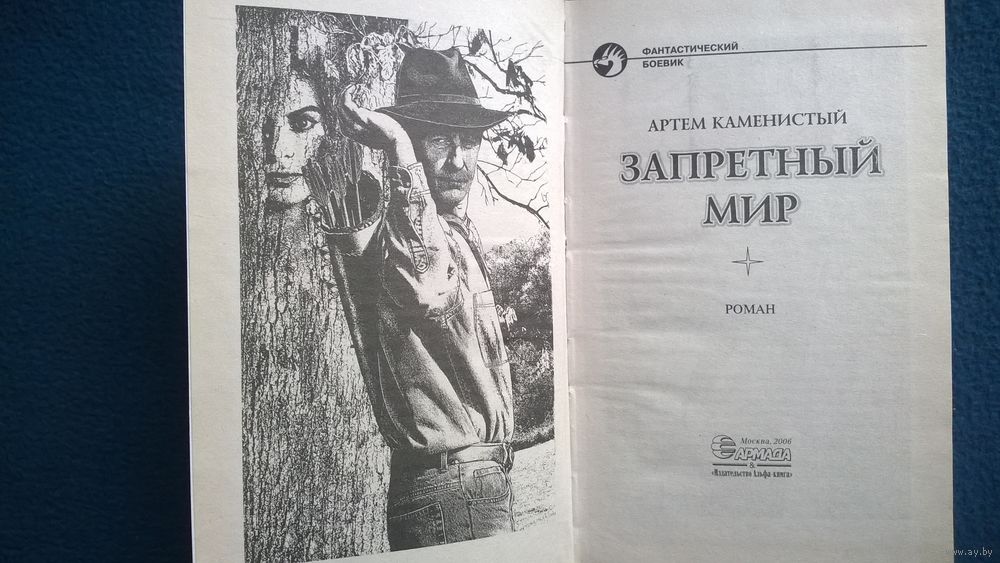 ФАНТАСТИЧЕСКИЙ
БОЕВИК
АРТЕМ КАМЕНИСТЫЙ
ЗАПРЕТНЫЙ
МИР
РОМАН
Москва, 2006
АРМАДА
&
«Издательство Альфа-книга»
www.ay.by